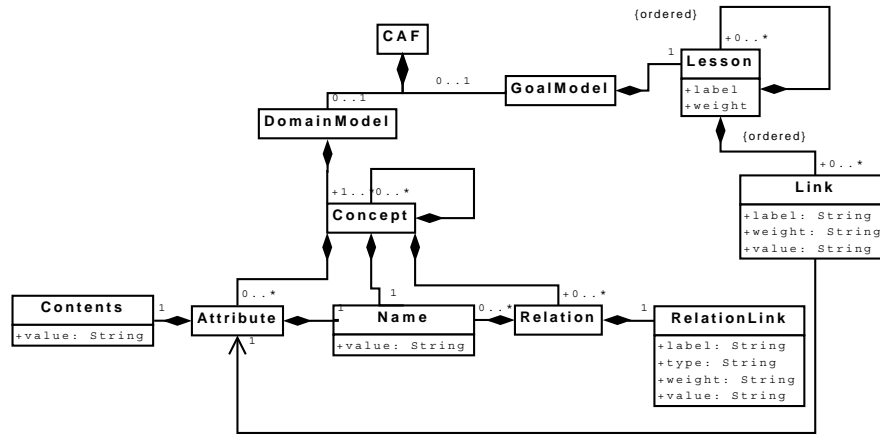 {ordered}
CAF
+0..*
1
Lesson
0..1
GoalModel
+label
+weight
0..1
DomainModel
{ordered}
+0..*
+1..*
0..*
Link
Concept
+label: String
+weight: String
+value: String
0..*
1
+0..*
Contents
1
Attribute
1
Name
0..*
Relation
1
RelationLink
+value: String
1
+value: String
+label: String
+type: String
+weight: String
+value: String